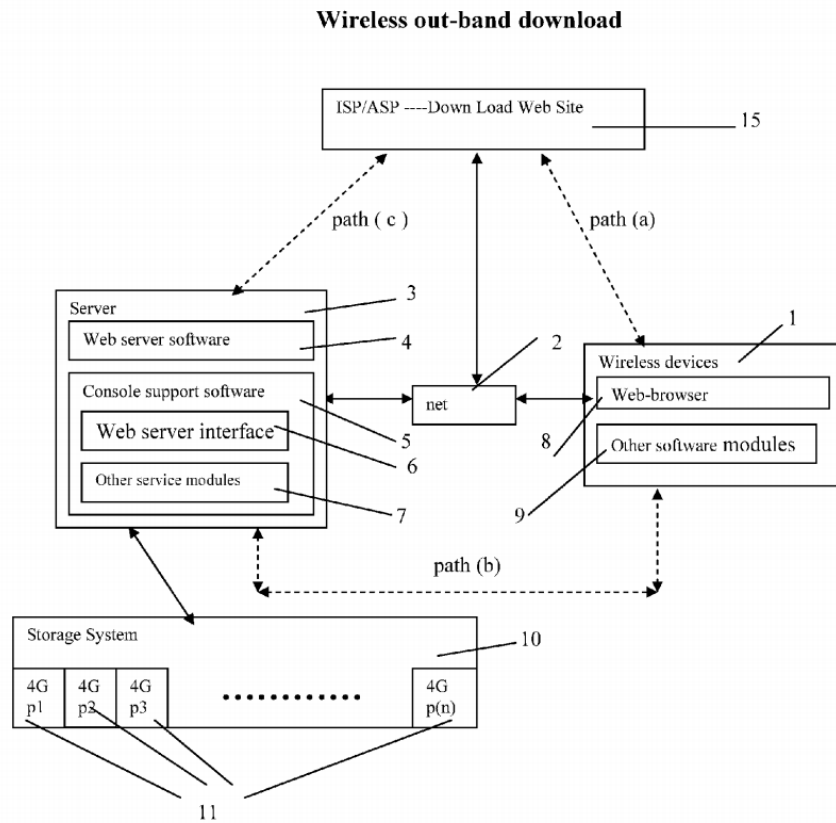 Wireless out-band download
ISP/ASP ----Down Load Web Site
15
path ( c )
path (a)
Server
3
Web server software
4
Console support software
5
Web server interface
6
Other service modules
7
net
2
1
Wireless devices
Web-browser
8
Other software modules
9
path (b)
Storage System
10
4G
p1
4G
p2
4G
p3
4G
p(n)
11